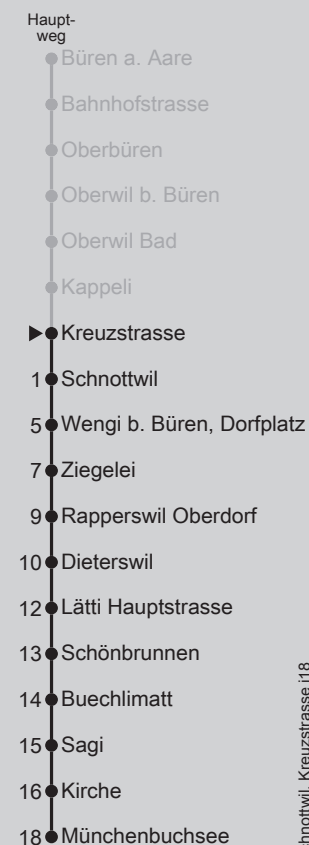 Haupt-
weg
Büren a. Aare
Bahnhofstrasse
Oberbüren
Oberwil b. Büren
Oberwil Bad
Kappeli
Kreuzstrasse
1 Schnottwil
5 Wengi b. Büren, Dorfplatz
7 Ziegelei
9 Rapperswil Oberdorf
10 Dieterswil
12 Lätti Hauptstrasse
13 Schönbrunnen
14 Buechlimatt
15 Sagi
16 Kirche
18 Münchenbuchsee
Kreuzstrasse i18